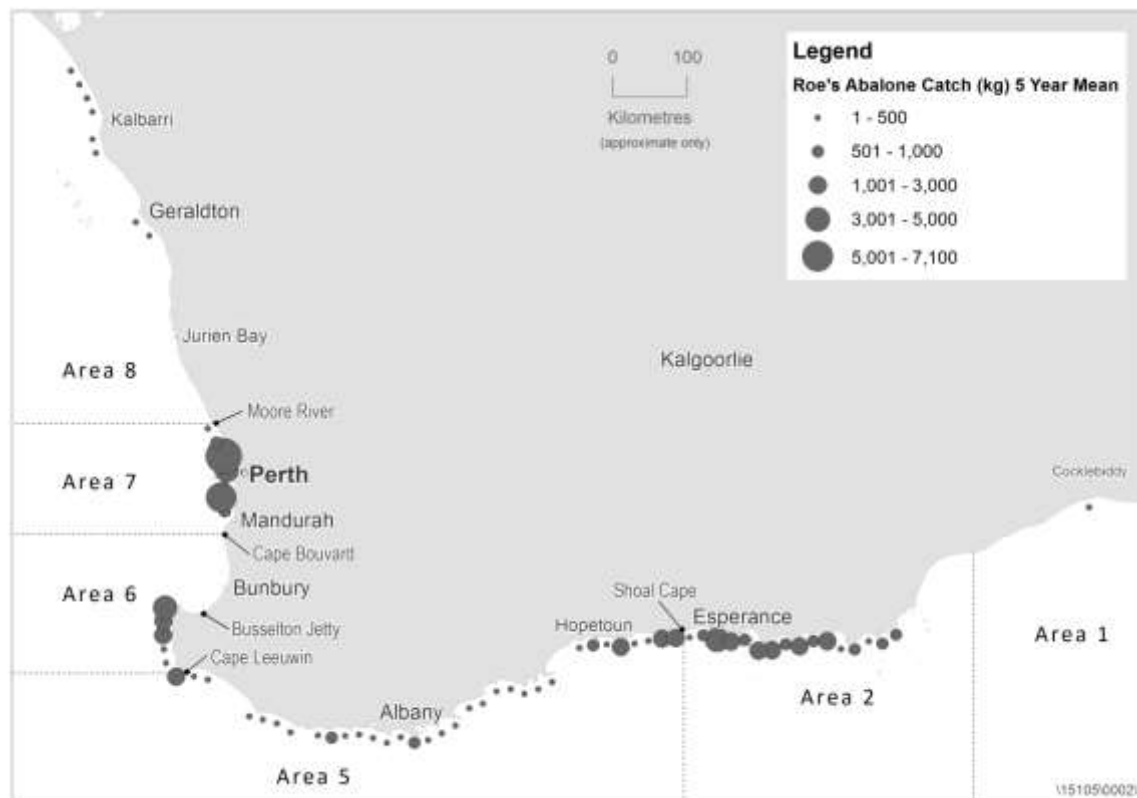 0 100
Kilometres
(approximate only)
Legend
Roe's Abalone Catch (kg) 5 Year Mean
1 - 500
501 - 1,000
1,001 - 3,000
3,001 - 5,000
5,001 - 7,100
Kalbarri
Geraldton
Jurien Bay
Kalgoorlie
Area 8
Moore River
Perth
Area 7
Cocklebiddy
Mandurah
Cape Bouvard
Bunbury
Area 6
Shoal Cape
Esperance
Hopetoun
Busselton Jetty
Area 1
Cape Leeuwin
Area 2
Albany
Area 5
\15105\0002